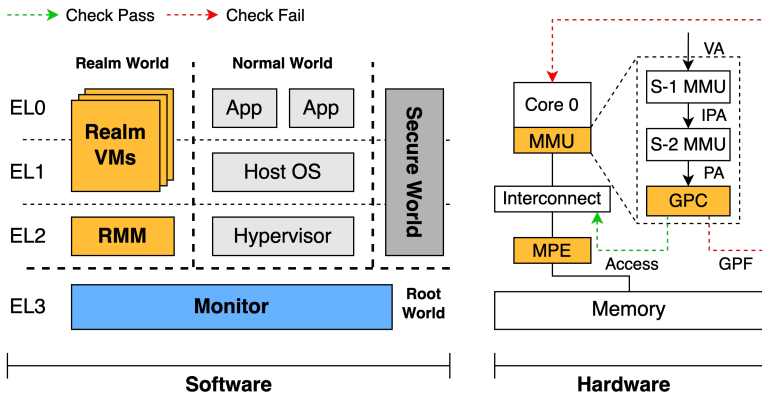 Check Pass
Check Fail
Realm World
Normal World
EL0
EL1
EL2
EL3
Realm
VMs
App
App
Host OS
RMM
Hypervisor
Secure World
Monitor
Root
World
Software
VA
Core 0
MMU
S-1 MMU
IPA
S-2 MMU
PA
GPC
Interconnect
MPE
Access
GPF
Memory
Hardware